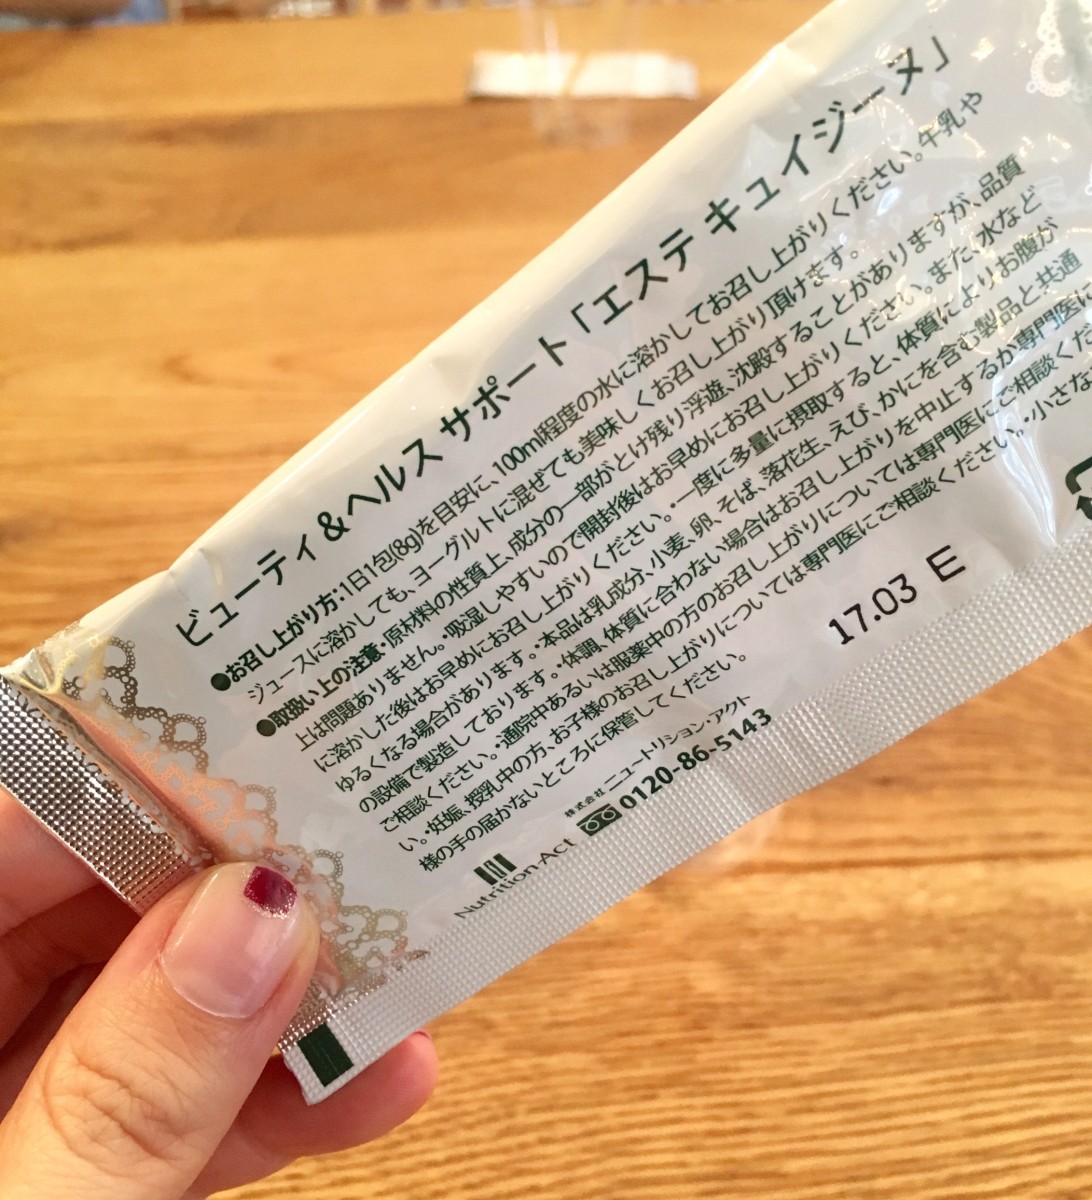 ビューティ&ヘルス サポート「エステ キュイジーヌ」
●お召し上がり方:1日1包(8g)を目安に、100ml程度の水に溶かしてお召し上がりください。牛乳や
ジュースに溶かしても、ヨーグルトに混ぜても美味しくお召し上がり頂けます。
●取扱い上の注意・原材料の性質上、成分の一部がとけ残り浮遊、沈殿することがありますが、品質
上は問題ありません。・吸湿しやすいので開封後はお早めにお召し上がりください。また、水など
に溶かした後はお早めにお召し上がりください。・一度に多量に摂取すると、体質によりお腹が
ゆるくなる場合があります。・本品は乳成分、小麦、卵、そば、落花生、えび、かにを含む製品と共通
の設備で製造しております。・体調、体質に合わない場合はお召し上がりを中止するか専門医に
ご相談ください。・通院中あるいは服薬中の方のお召し上がりについては専門医にご相談くださ
い。・妊娠、授乳中の方、お子様のお召し上がりについては専門医にご相談ください。・小さな
様の手の届かないところに保管してください。
17.03 E
株式会社 ニュートリション・アクト
0120-86-5143
Nutrition-Act